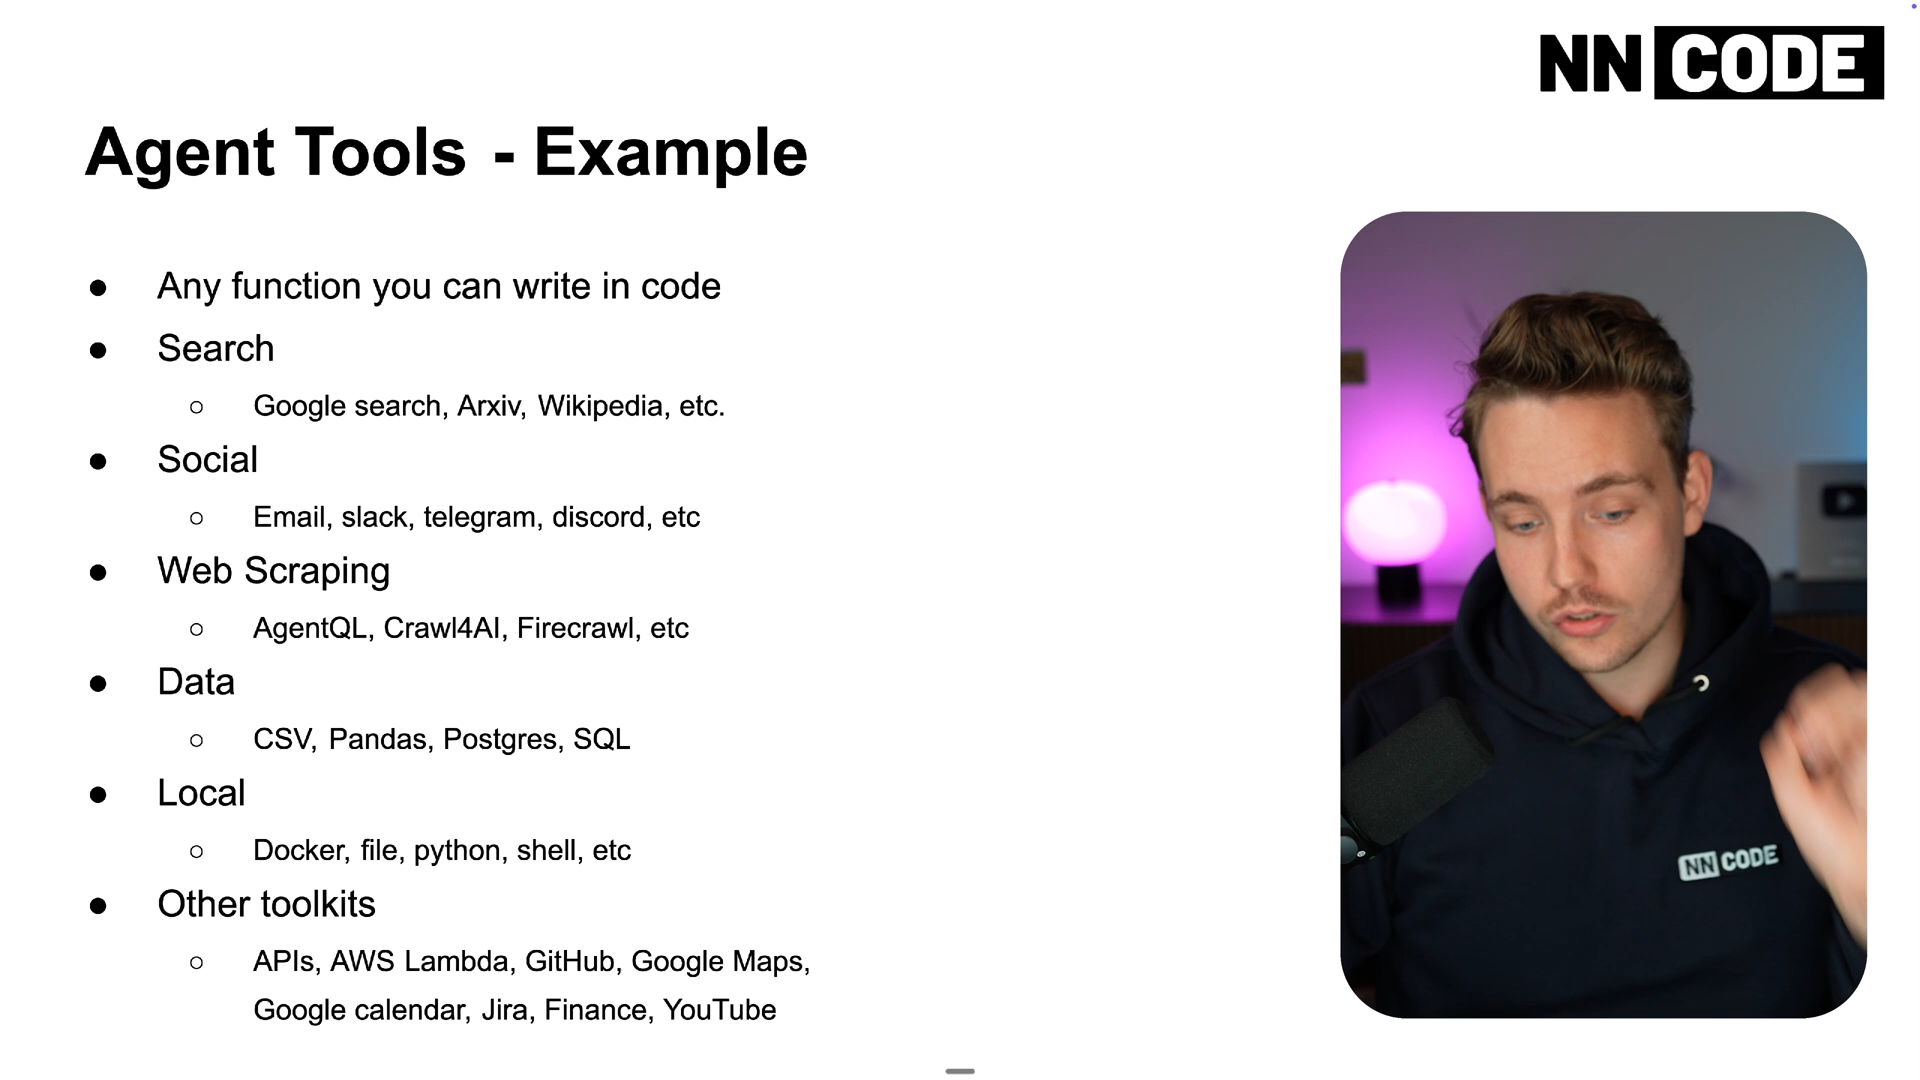 NN CODE
Agent Tools - Example
● Any function you can write in code
● Search
○ Google search, Arxiv, Wikipedia, etc.
● Social
○ Email, slack, telegram, discord, etc
● Web Scraping
○ AgentQL, Crawl4AI, Firecrawl, etc
● Data
○ CSV, Pandas, Postgres, SQL
● Local
○ Docker, file, python, shell, etc
● Other toolkits
○ APIs, AWS Lambda, GitHub, Google Maps,
Google calendar, Jira, Finance, YouTube
NN CODE